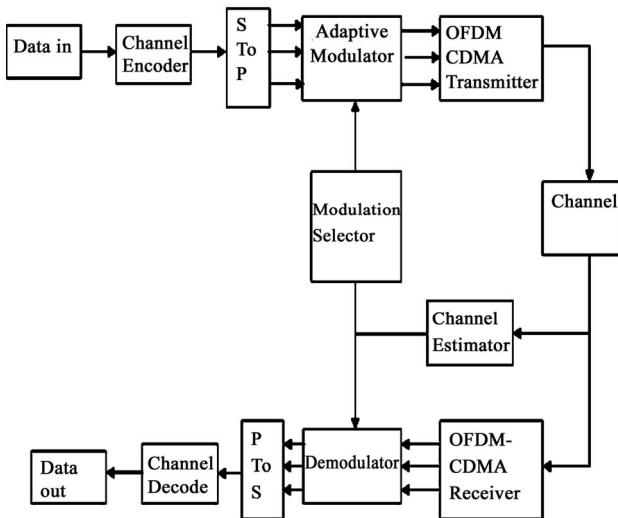 Data in
Channel
Encoder
S
To
P
Adaptive
Modulator
OFDM
CDMA
Transmitter
Modulation
Selector
Channel
Channel
Estimator
Data
out
Channel
Decode
P
To
S
Demodulator
OFDM-
CDMA
Receiver